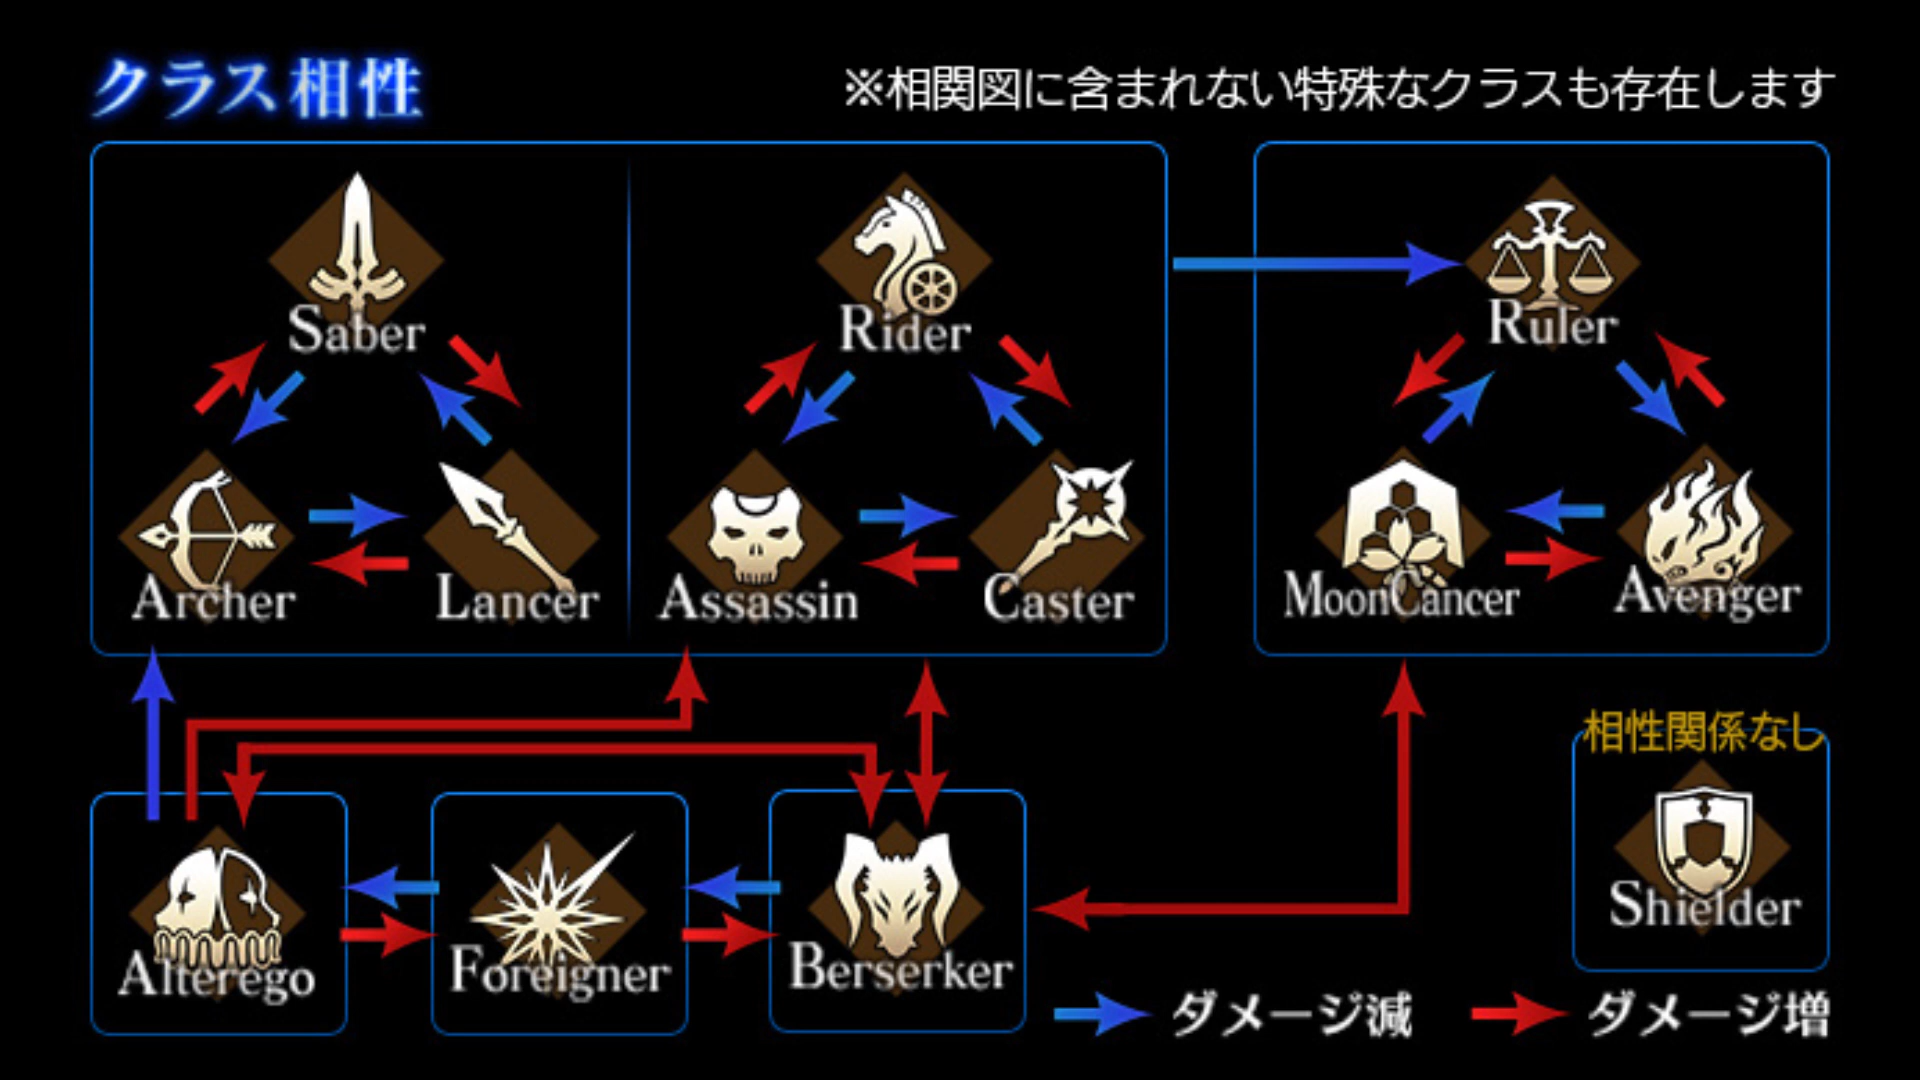 クラス相性
※相関図に含まれない特殊なクラスも存在します
Saber
Rider
Ruler
Archer
Lancer
Assassin
Caster
MoonCancer
Avenger
相性関係なし
Shielder
Alterego
Foreigner
Berserker
ダメージ減
ダメージ増